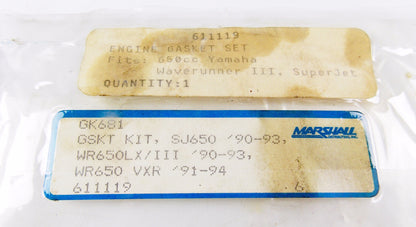 611119
ENGINE GASKET SET
Fits: 650cc Yamaha
Waverunner III, SuperJet
QUANTITY:1
GK681
MARSHALL
GSKT KIT, SJ650 '90-93,
WR650LX/III '90-93,
WR650 VXR '91-94
611119 6